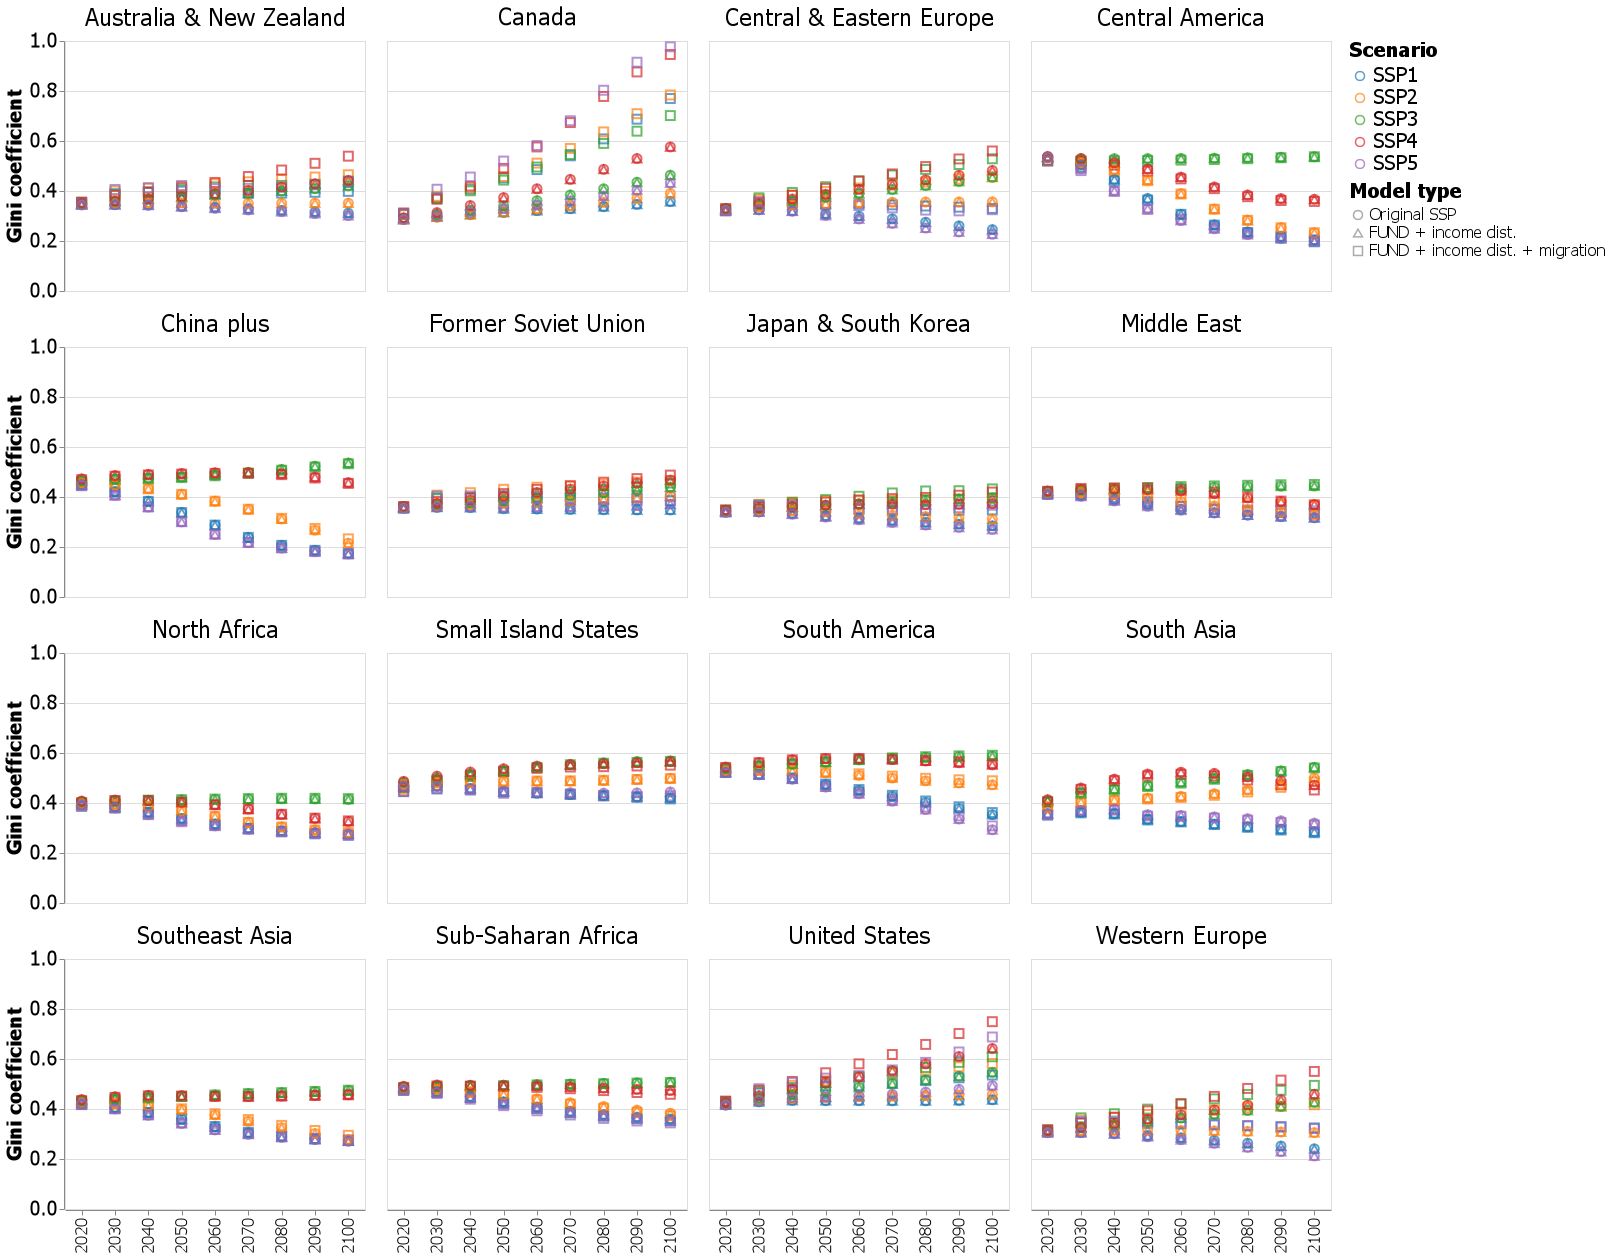 Australia & New Zealand
Canada
Central & Eastern Europe
Central America
Gini coefficient
1.0
0.8
0.6
0.4
0.2
0.0
Scenario
SSP1
SSP2
SSP3
SSP4
SSP5
Model type
Original SSP
FUND + income dist.
FUND + income dist. + migration
China plus
Former Soviet Union
Japan & South Korea
Middle East
Gini coefficient
1.0
0.8
0.6
0.4
0.2
0.0
North Africa
Small Island States
South America
South Asia
Gini coefficient
1.0
0.8
0.6
0.4
0.2
0.0
Southeast Asia
Sub-Saharan Africa
United States
Western Europe
Gini coefficient
1.0
0.8
0.6
0.4
0.2
0.0
2020 2030 2040 2050 2060 2070 2080 2090 2100
2020 2030 2040 2050 2060 2070 2080 2090 2100
2020 2030 2040 2050 2060 2070 2080 2090 2100
2020 2030 2040 2050 2060 2070 2080 2090 2100